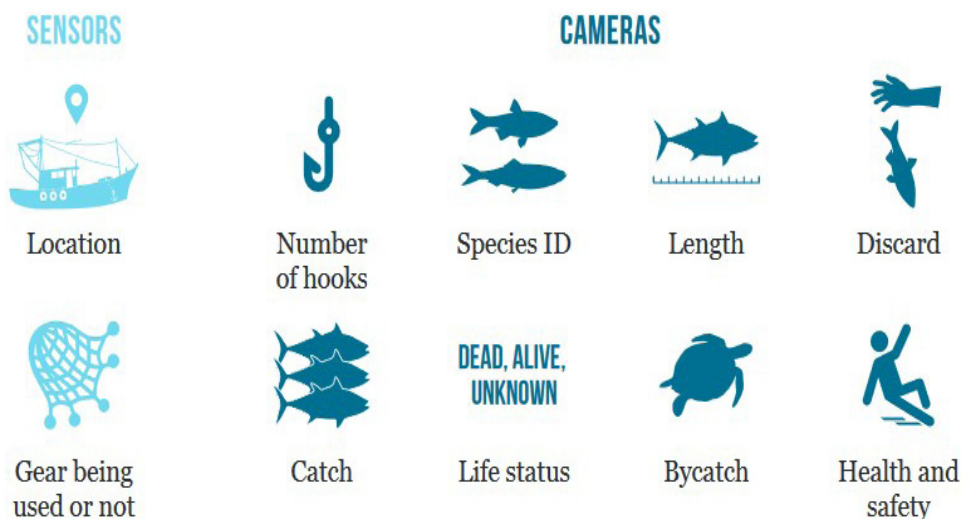 SENSORS
CAMERAS
Location
Number
of hooks
Species ID
Length
Discard
DEAD, ALIVE,
UNKNOWN
Gear being
used or not
Catch
Life status
Bycatch
Health and
safety